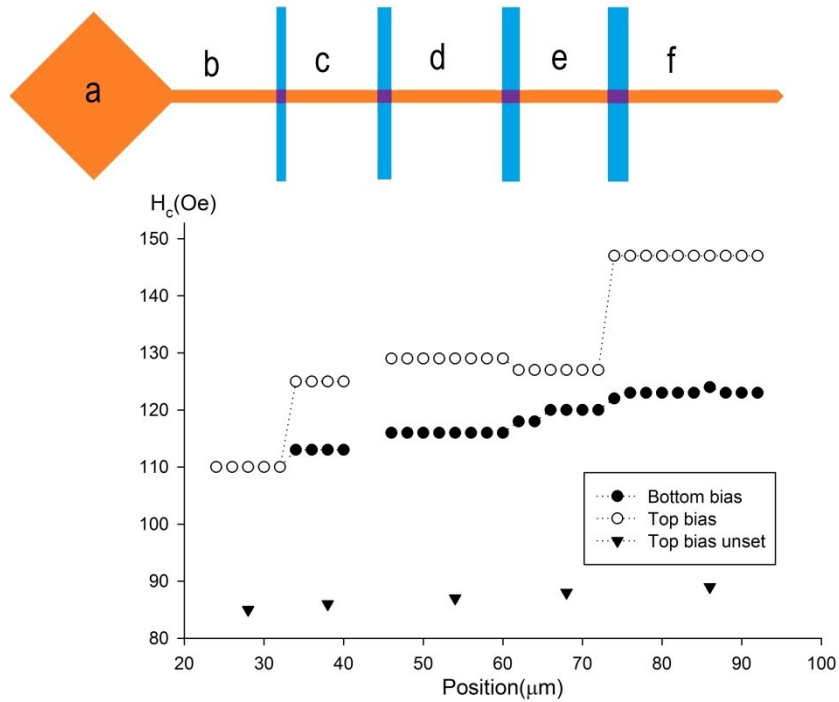 a b c d e f
H_c(Oe)
150
140
130
120
110
100
90
80
Bottom bias
Top bias
Top bias unset
20 30 40 50 60 70 80 90 100
Position(μm)